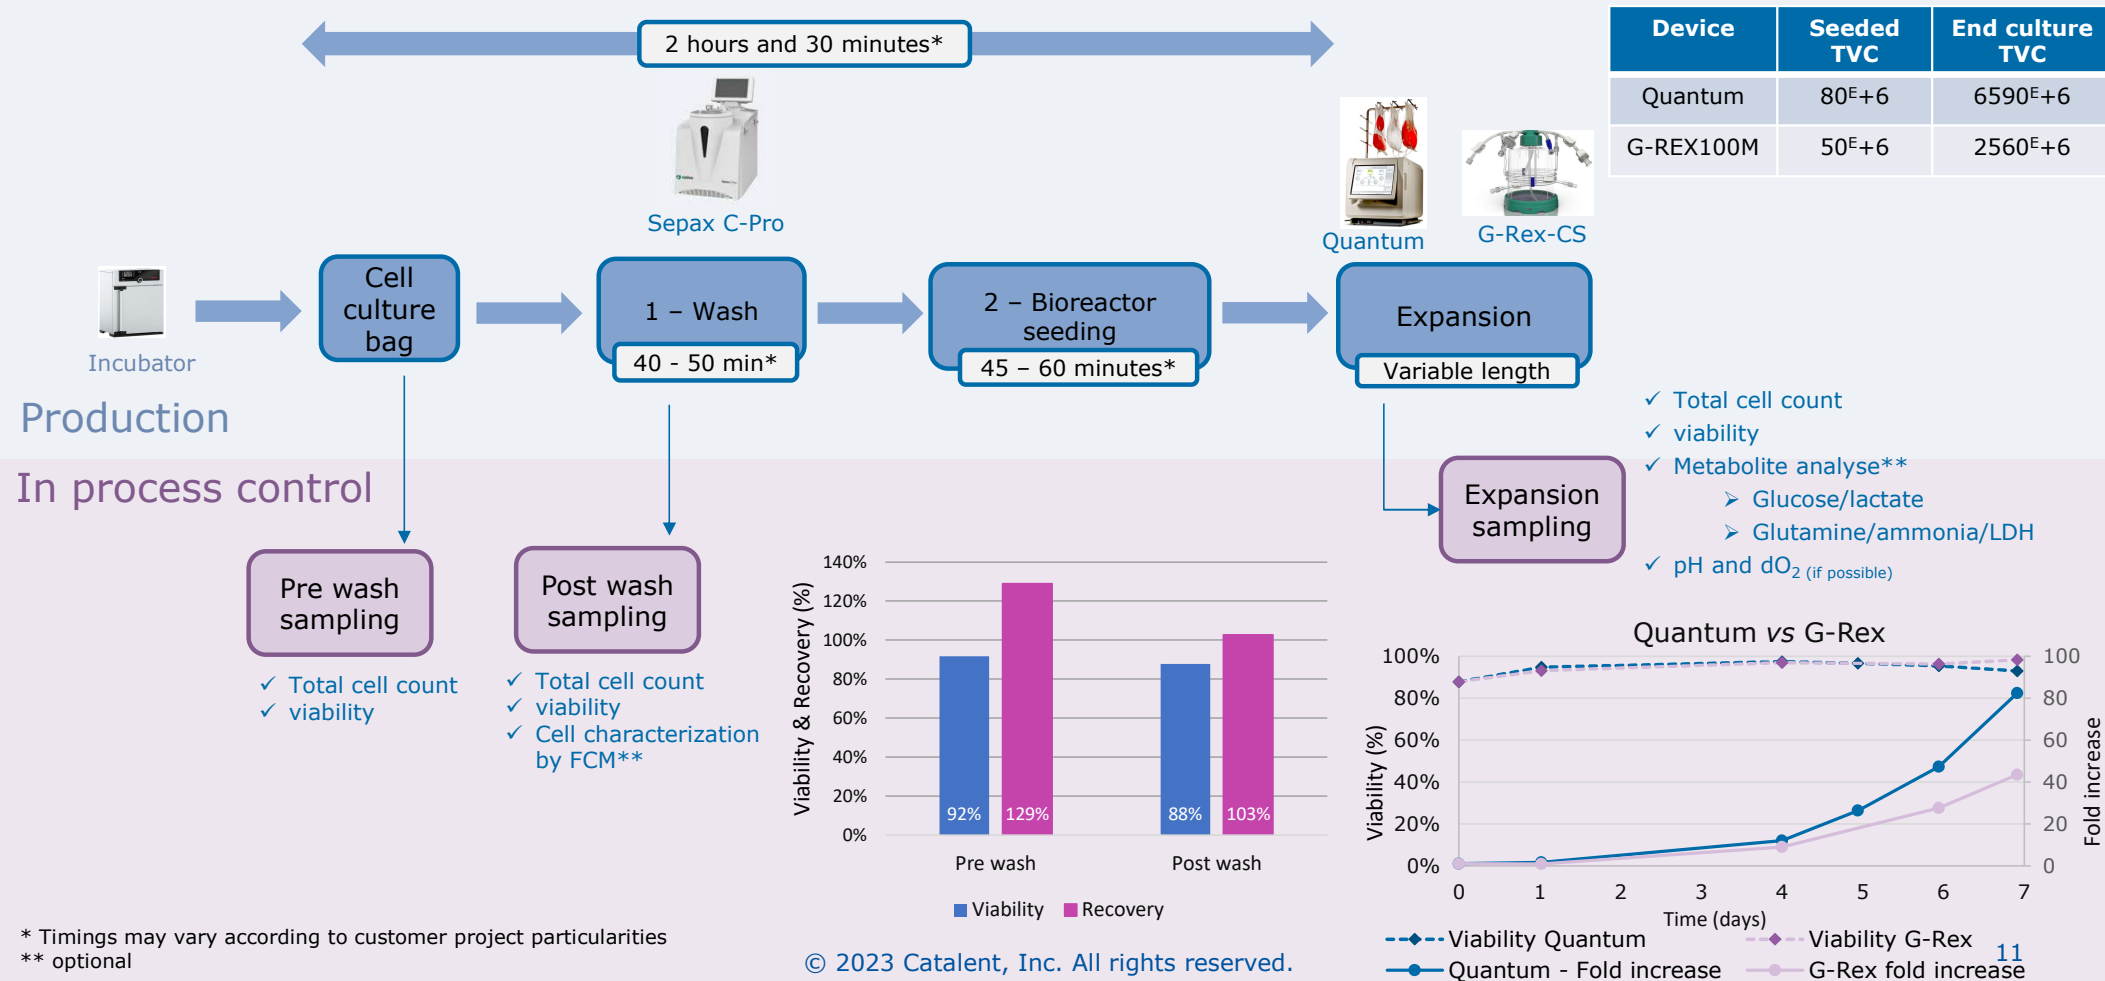 2 hours and 30 minutes*
Device Seeded TVC End culture TVC
Quantum 80ᴱ+6 6590ᴱ+6
G-REX100M 50ᴱ+6 2560ᴱ+6
Sepax C-Pro
Quantum
G-Rex-CS
Incubator
Cell
culture
bag
1 – Wash
40 - 50 min*
2 – Bioreactor
seeding
45 – 60 minutes*
Expansion
Variable length
Production
In process control
Pre wash
sampling
✓ Total cell count
✓ viability
Post wash
sampling
✓ Total cell count
✓ viability
✓ Cell characterization
by FCM**
Expansion
sampling
✓ Total cell count
✓ viability
✓ Metabolite analyse**
➢ Glucose/lactate
➢ Glutamine/ammonia/LDH
✓ pH and dO₂ (if possible)
Viability & Recovery (%)
140%
120%
100%
80%
60%
40%
20%
0%
92% 129% 88% 103%
Pre wash Post wash
Viability Recovery
Quantum vs G-Rex
Viability (%)
100%
80%
60%
40%
20%
0%
100
80
60
40
20
0
Fold increase
0 1 2 3 4 5 6 7
Time (days)
Viability Quantum Viability G-Rex
Quantum - Fold increase G-Rex fold increase
* Timings may vary according to customer project particularities
** optional
© 2023 Catalent, Inc. All rights reserved.
11